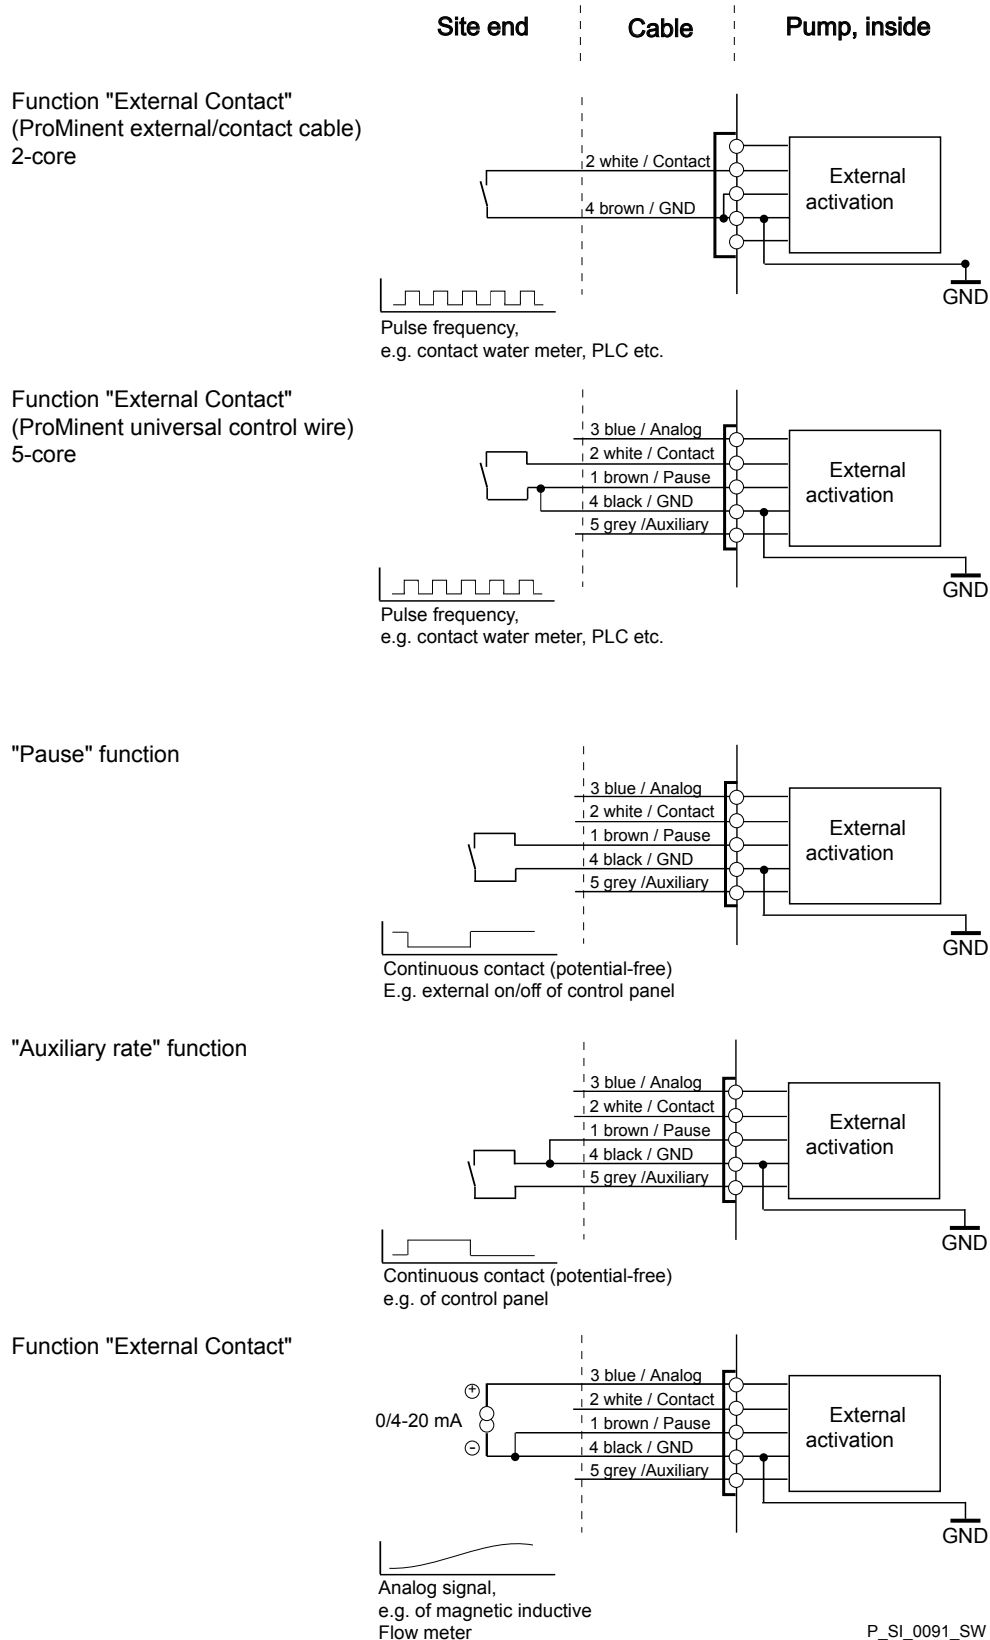 Site end Cable Pump, inside
Function "External Contact"
(ProMinent external/contact cable)
2-core
2 white / Contact
4 brown / GND
External
activation
GND
Pulse frequency,
e.g. contact water meter, PLC etc.
Function "External Contact"
(ProMinent universal control wire)
5-core
3 blue / Analog
2 white / Contact
1 brown / Pause
4 black / GND
5 grey /Auxiliary
External
activation
GND
Pulse frequency,
e.g. contact water meter, PLC etc.
"Pause" function
3 blue / Analog
2 white / Contact
1 brown / Pause
4 black / GND
5 grey /Auxiliary
External
activation
GND
Continuous contact (potential-free)
E.g. external on/off of control panel
"Auxiliary rate" function
3 blue / Analog
2 white / Contact
1 brown / Pause
4 black / GND
5 grey /Auxiliary
External
activation
GND
Continuous contact (potential-free)
e.g. of control panel
Function "External Contact"
+
0/4-20 mA
-
3 blue / Analog
2 white / Contact
1 brown / Pause
4 black / GND
5 grey /Auxiliary
External
activation
GND
Analog signal,
e.g. of magnetic inductive
Flow meter
P_SI_0091_SW